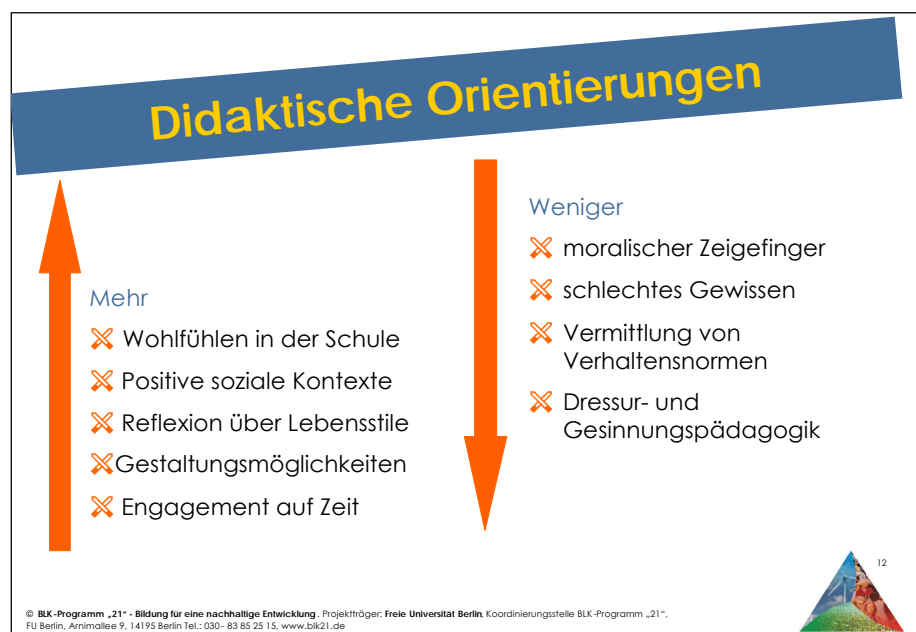 Didaktische Orientierungen
Mehr
Wohlfühlen in der Schule
Positive soziale Kontexte
Reflexion über Lebensstile
Gestaltungsmöglichkeiten
Engagement auf Zeit
Weniger
moralischer Zeigefinger
schlechtes Gewissen
Vermittlung von
Verhaltensnormen
Dressur- und
Gesinnungspädagogik
12
© BLK-Programm „21“ - Bildung für eine nachhaltige Entwicklung. Projektträger: Freie Universität Berlin, Koordinierungsstelle BLK-Programm „21“,
FU Berlin, Arnimallee 9, 14195 Berlin Tel.: 030- 83 85 25 15, www.blk21.de